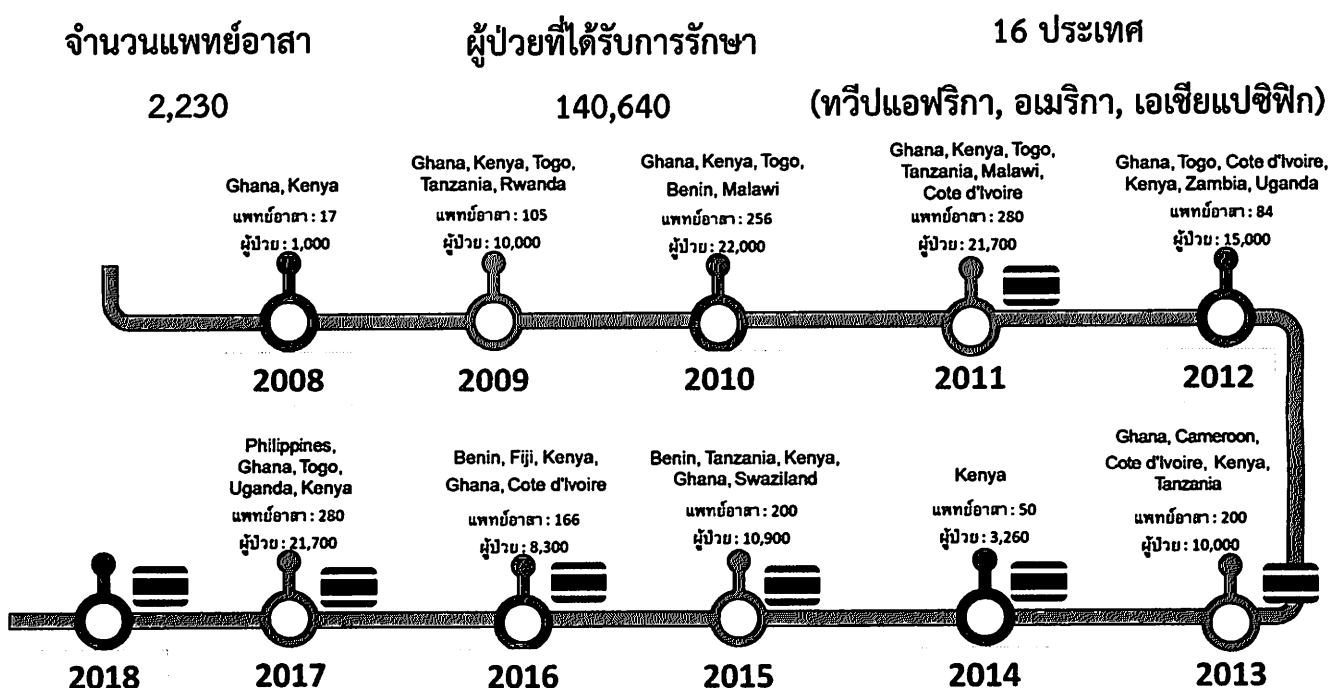 จำนวนแพทย์อาสา
2,230
ผู้ป่วยที่ได้รับการรักษา
140,640
16 ประเทศ
(ทวีปแอฟริกา, อเมริกา, เอเชียแปซิฟิก)
Ghana, Kenya
แพทย์อาสา : 17
ผู้ป่วย : 1,000
2008
Ghana, Kenya, Togo,
Tanzania, Rwanda
แพทย์อาสา : 105
ผู้ป่วย : 10,000
2009
Ghana, Kenya, Togo,
Benin, Malawi
แพทย์อาสา : 256
ผู้ป่วย : 22,000
2010
Ghana, Kenya, Togo,
Tanzania, Malawi,
Cote d'Ivoire
แพทย์อาสา : 280
ผู้ป่วย : 21,700
2011
Ghana, Togo, Cote d'Ivoire,
Kenya, Zambia, Uganda
แพทย์อาสา : 84
ผู้ป่วย : 15,000
2012
Ghana, Cameroon,
Cote d'Ivoire, Kenya,
Tanzania
แพทย์อาสา : 200
ผู้ป่วย : 10,000
2013
Kenya
แพทย์อาสา : 50
ผู้ป่วย : 3,260
2014
Benin, Tanzania, Kenya,
Ghana, Swaziland
แพทย์อาสา : 200
ผู้ป่วย : 10,900
2015
Benin, Fiji, Kenya,
Ghana, Cote d'Ivoire
แพทย์อาสา : 166
ผู้ป่วย : 8,300
2016
Philippines,
Ghana, Togo,
Uganda, Kenya
แพทย์อาสา : 280
ผู้ป่วย : 21,700
2017
2018